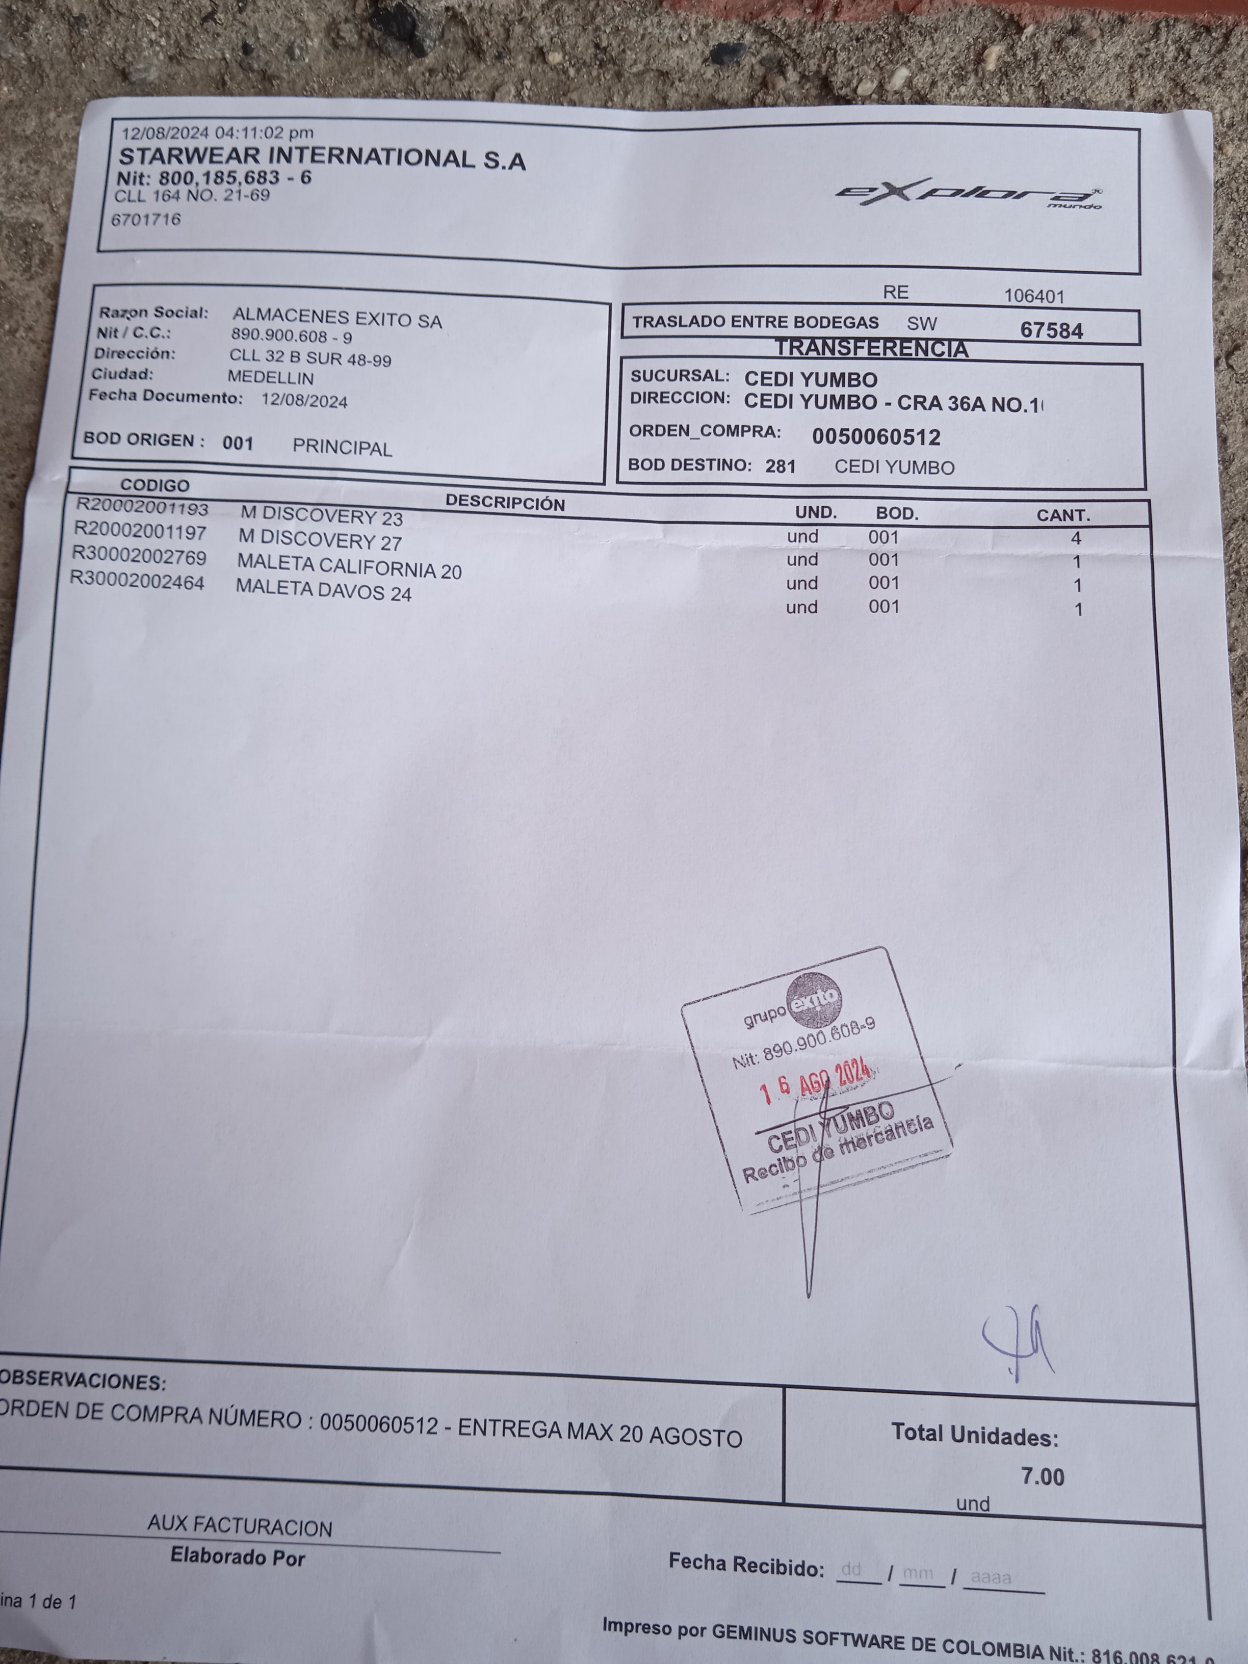 12/08/2024 04:11:02 pm
STARWEAR INTERNATIONAL S.A
Nit: 800,185,683 - 6
CLL 164 NO. 21-69
6701716
explora®
mundo
RE 106401
Razon Social: ALMACENES EXITO SA
Nit / C.C.: 890.900.608 - 9
Dirección: CLL 32 B SUR 48-99
Ciudad: MEDELLIN
Fecha Documento: 12/08/2024
BOD ORIGEN : 001 PRINCIPAL
TRASLADO ENTRE BODEGAS SW 67584
TRANSFERENCIA
SUCURSAL: CEDI YUMBO
DIRECCION: CEDI YUMBO - CRA 36A NO.1
ORDEN_COMPRA: 0050060512
BOD DESTINO: 281 CEDI YUMBO
CODIGO DESCRIPCIÓN UND. BOD. CANT.
R20002001193 M DISCOVERY 23 und 001 4
R20002001197 M DISCOVERY 27 und 001 1
R30002002769 MALETA CALIFORNIA 20 und 001 1
R30002002464 MALETA DAVOS 24 und 001 1
grupo éxito
Nit: 890.900.608-9
16 AGO 2024
CEDI YUMBO
Recibo de mercancía
OBSERVACIONES:
ORDEN DE COMPRA NÚMERO : 0050060512 - ENTREGA MAX 20 AGOSTO
Total Unidades:
7.00
und
AUX FACTURACION
Elaborado Por
Fecha Recibido: dd / mm / aaaa
ina 1 de 1
Impreso por GEMINUS SOFTWARE DE COLOMBIA Nit.: 816.008.621-9